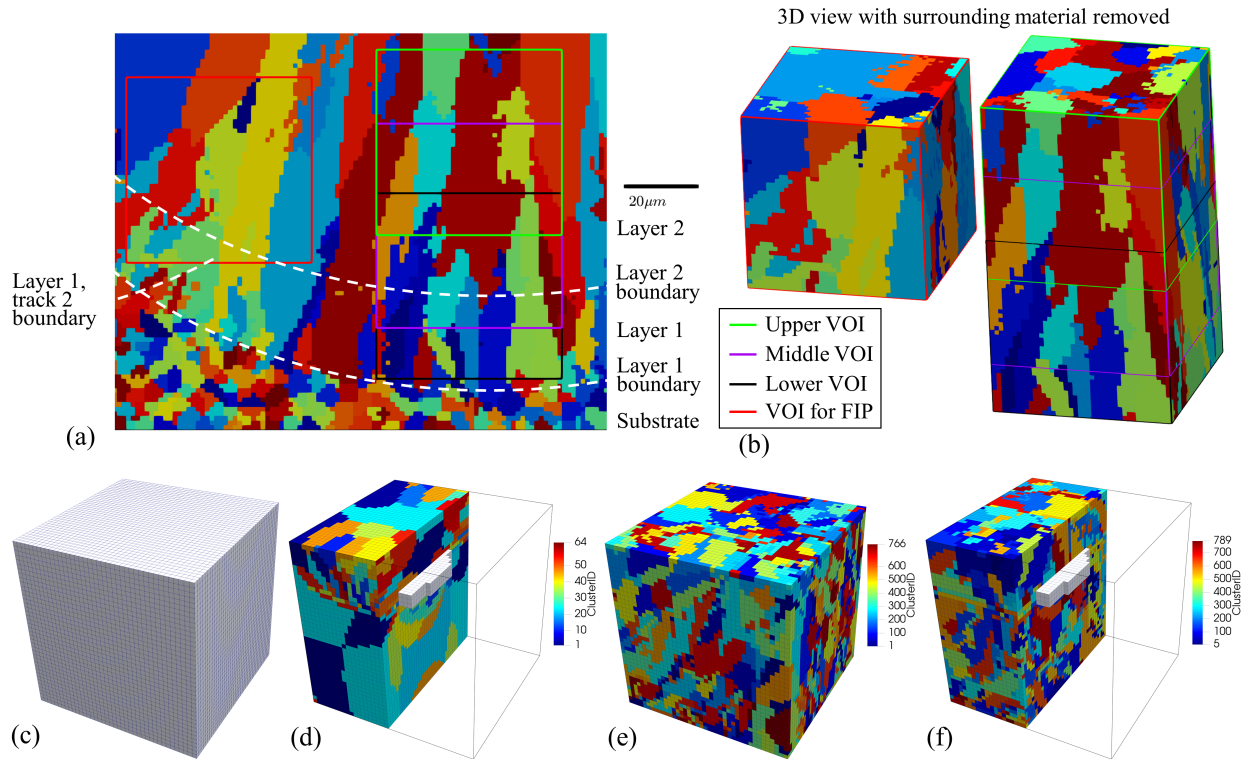 3D view with surrounding material removed
20μm
Layer 2
Layer 2
boundary
Layer 1
Layer 1
boundary
Substrate
Layer 1,
track 2
boundary
(a)
Upper VOI
Middle VOI
Lower VOI
VOI for FIP
(b)
64
50
40
30
20
10
1
ClusterID
766
600
500
400
300
200
100
1
ClusterID
789
600
500
400
300
200
100
5
ClusterID
(c)
(d)
(e)
(f)